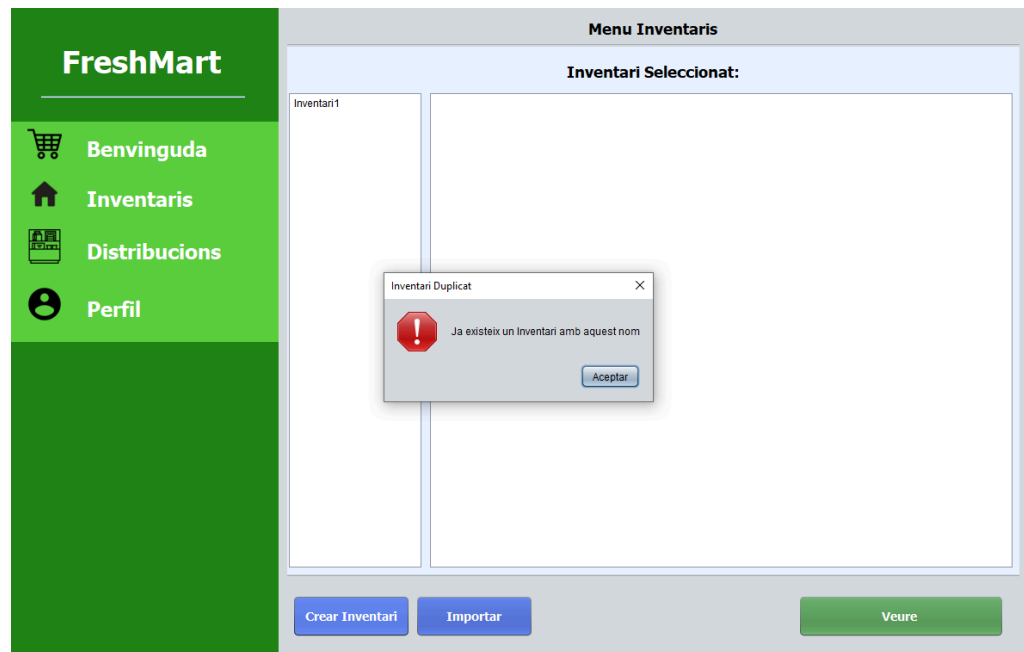 FreshMart
Benvinguda
Inventaris
Distribucions
Perfil
Menu Inventaris
Inventari Seleccionat:
Inventari1
Inventari Duplicat
Ja existeix un Inventari amb aquest nom
Aceptar
Crear Inventari
Importar
Veure